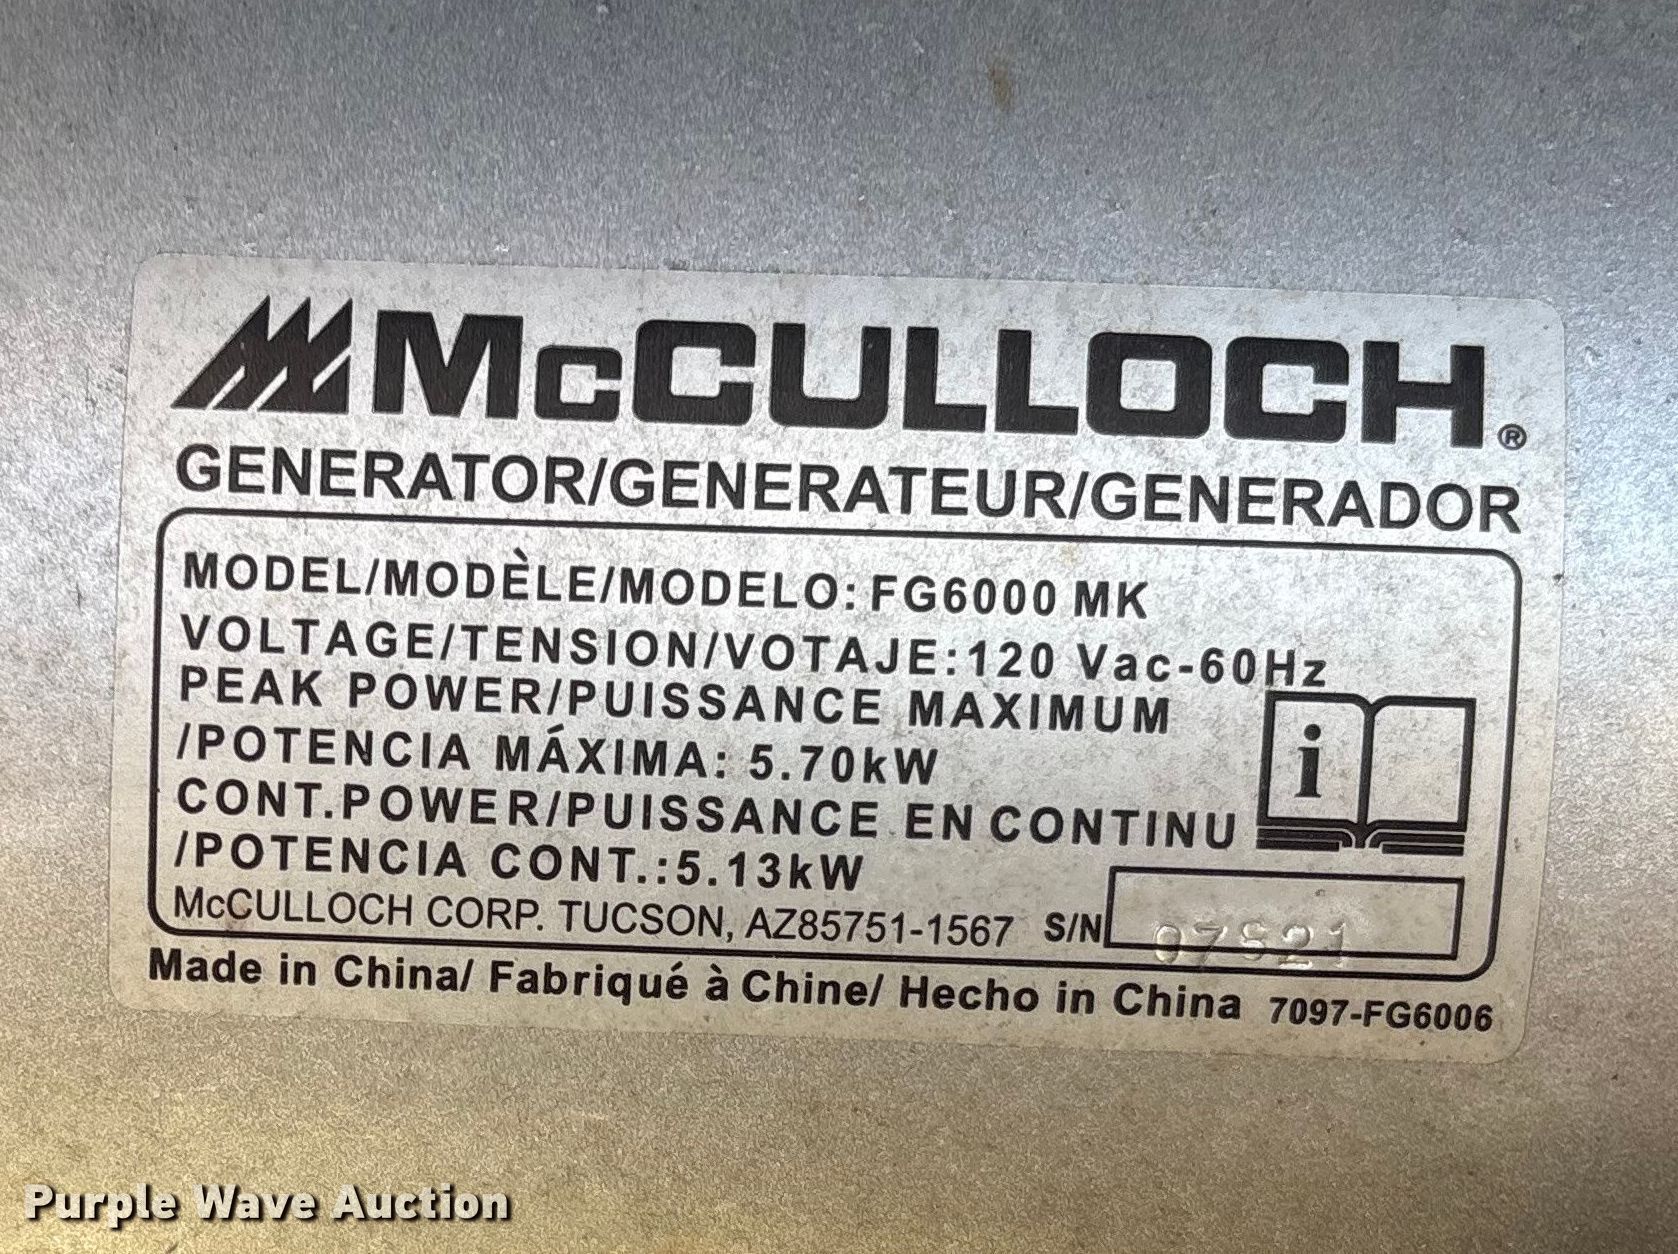 McCULLOCH®
GENERATOR/GENERATEUR/GENERADOR
MODEL/MODÈLE/MODELO: FG6000 MK
VOLTAGE/TENSION/VOTAJE:120 Vac-60Hz
PEAK POWER/PUISSANCE MAXIMUM
/POTENCIA MÁXIMA: 5.70kW
CONT.POWER/PUISSANCE EN CONTINU
/POTENCIA CONT.:5.13kW
i
McCULLOCH CORP. TUCSON, AZ85751-1567 S/N 07S21
Made in China/ Fabriqué à Chine/ Hecho in China 7097-FG6006
Purple Wave Auction